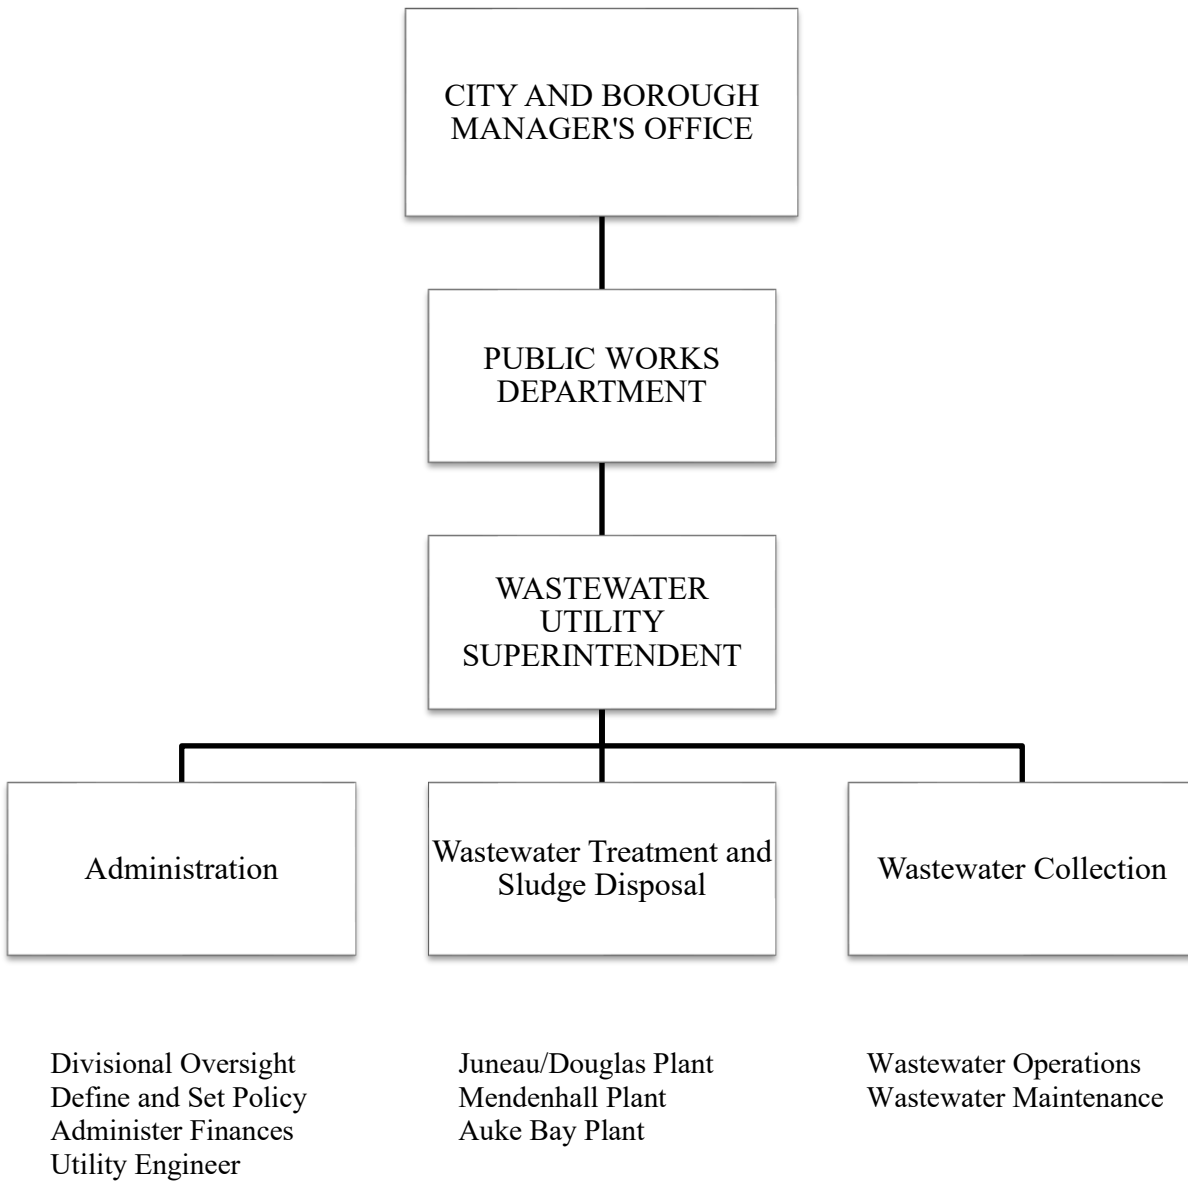 CITY AND BOROUGH
MANAGER'S OFFICE
PUBLIC WORKS
DEPARTMENT
WASTEWATER
UTILITY
SUPERINTENDENT
Administration
Wastewater Treatment and
Sludge Disposal
Wastewater Collection
Divisional Oversight
Define and Set Policy
Administer Finances
Utility Engineer
Juneau/Douglas Plant
Mendenhall Plant
Auke Bay Plant
Wastewater Operations
Wastewater Maintenance